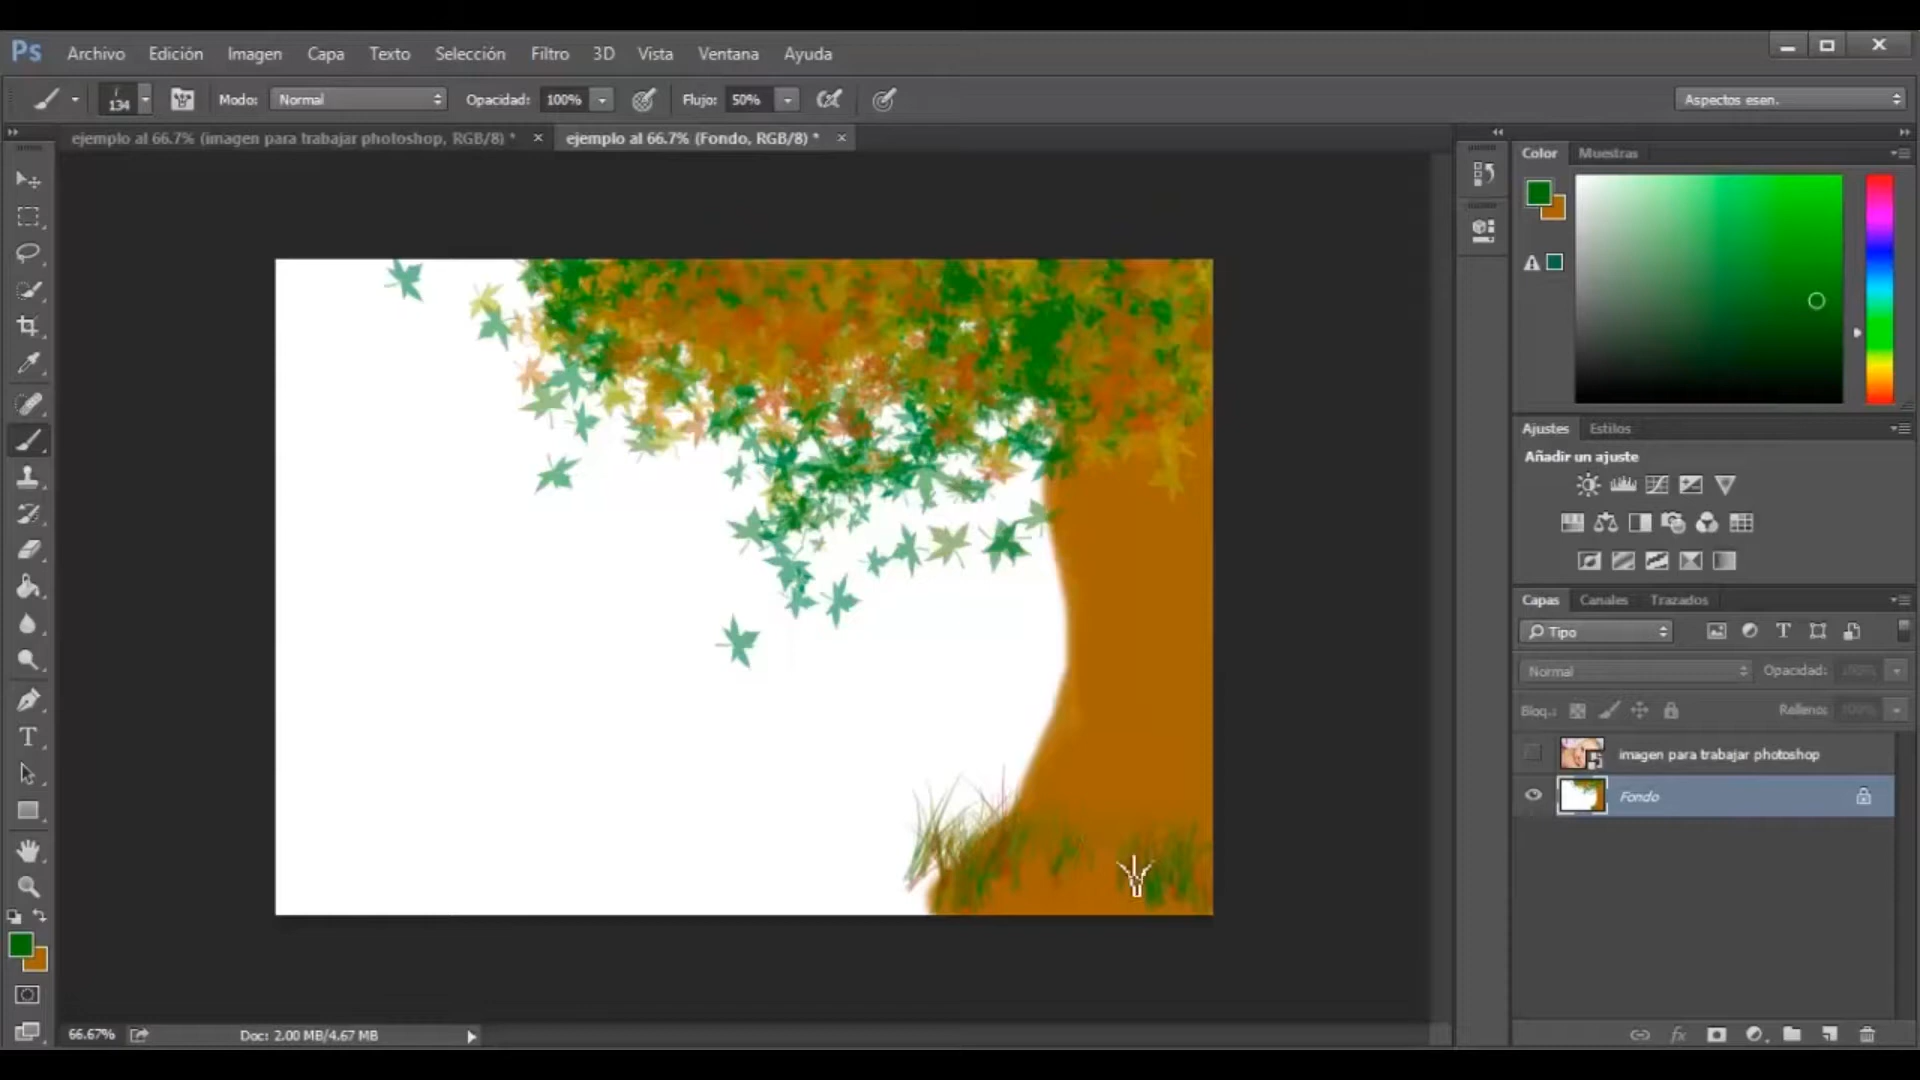 Ps Archivo Edición Imagen Capa Texto Selección Filtro 3D Vista Ventana Ayuda
134 Modo: Normal Opacidad: 100% Flujo: 50% Aspectos esen.
ejemplo al 66.7% (imagen para trabajar photoshop, RGB/8) * × ejemplo al 66.7% (Fondo, RGB/8) * ×
Color Muestras
Ajustes Estilos
Añadir un ajuste
Capas Canales Trazados
Tipo
Normal Opacidad: 100%
Bloq.: Relleno: 100%
imagen para trabajar photoshop
Fondo
66.67% Doc: 2.00 MB/4.67 MB